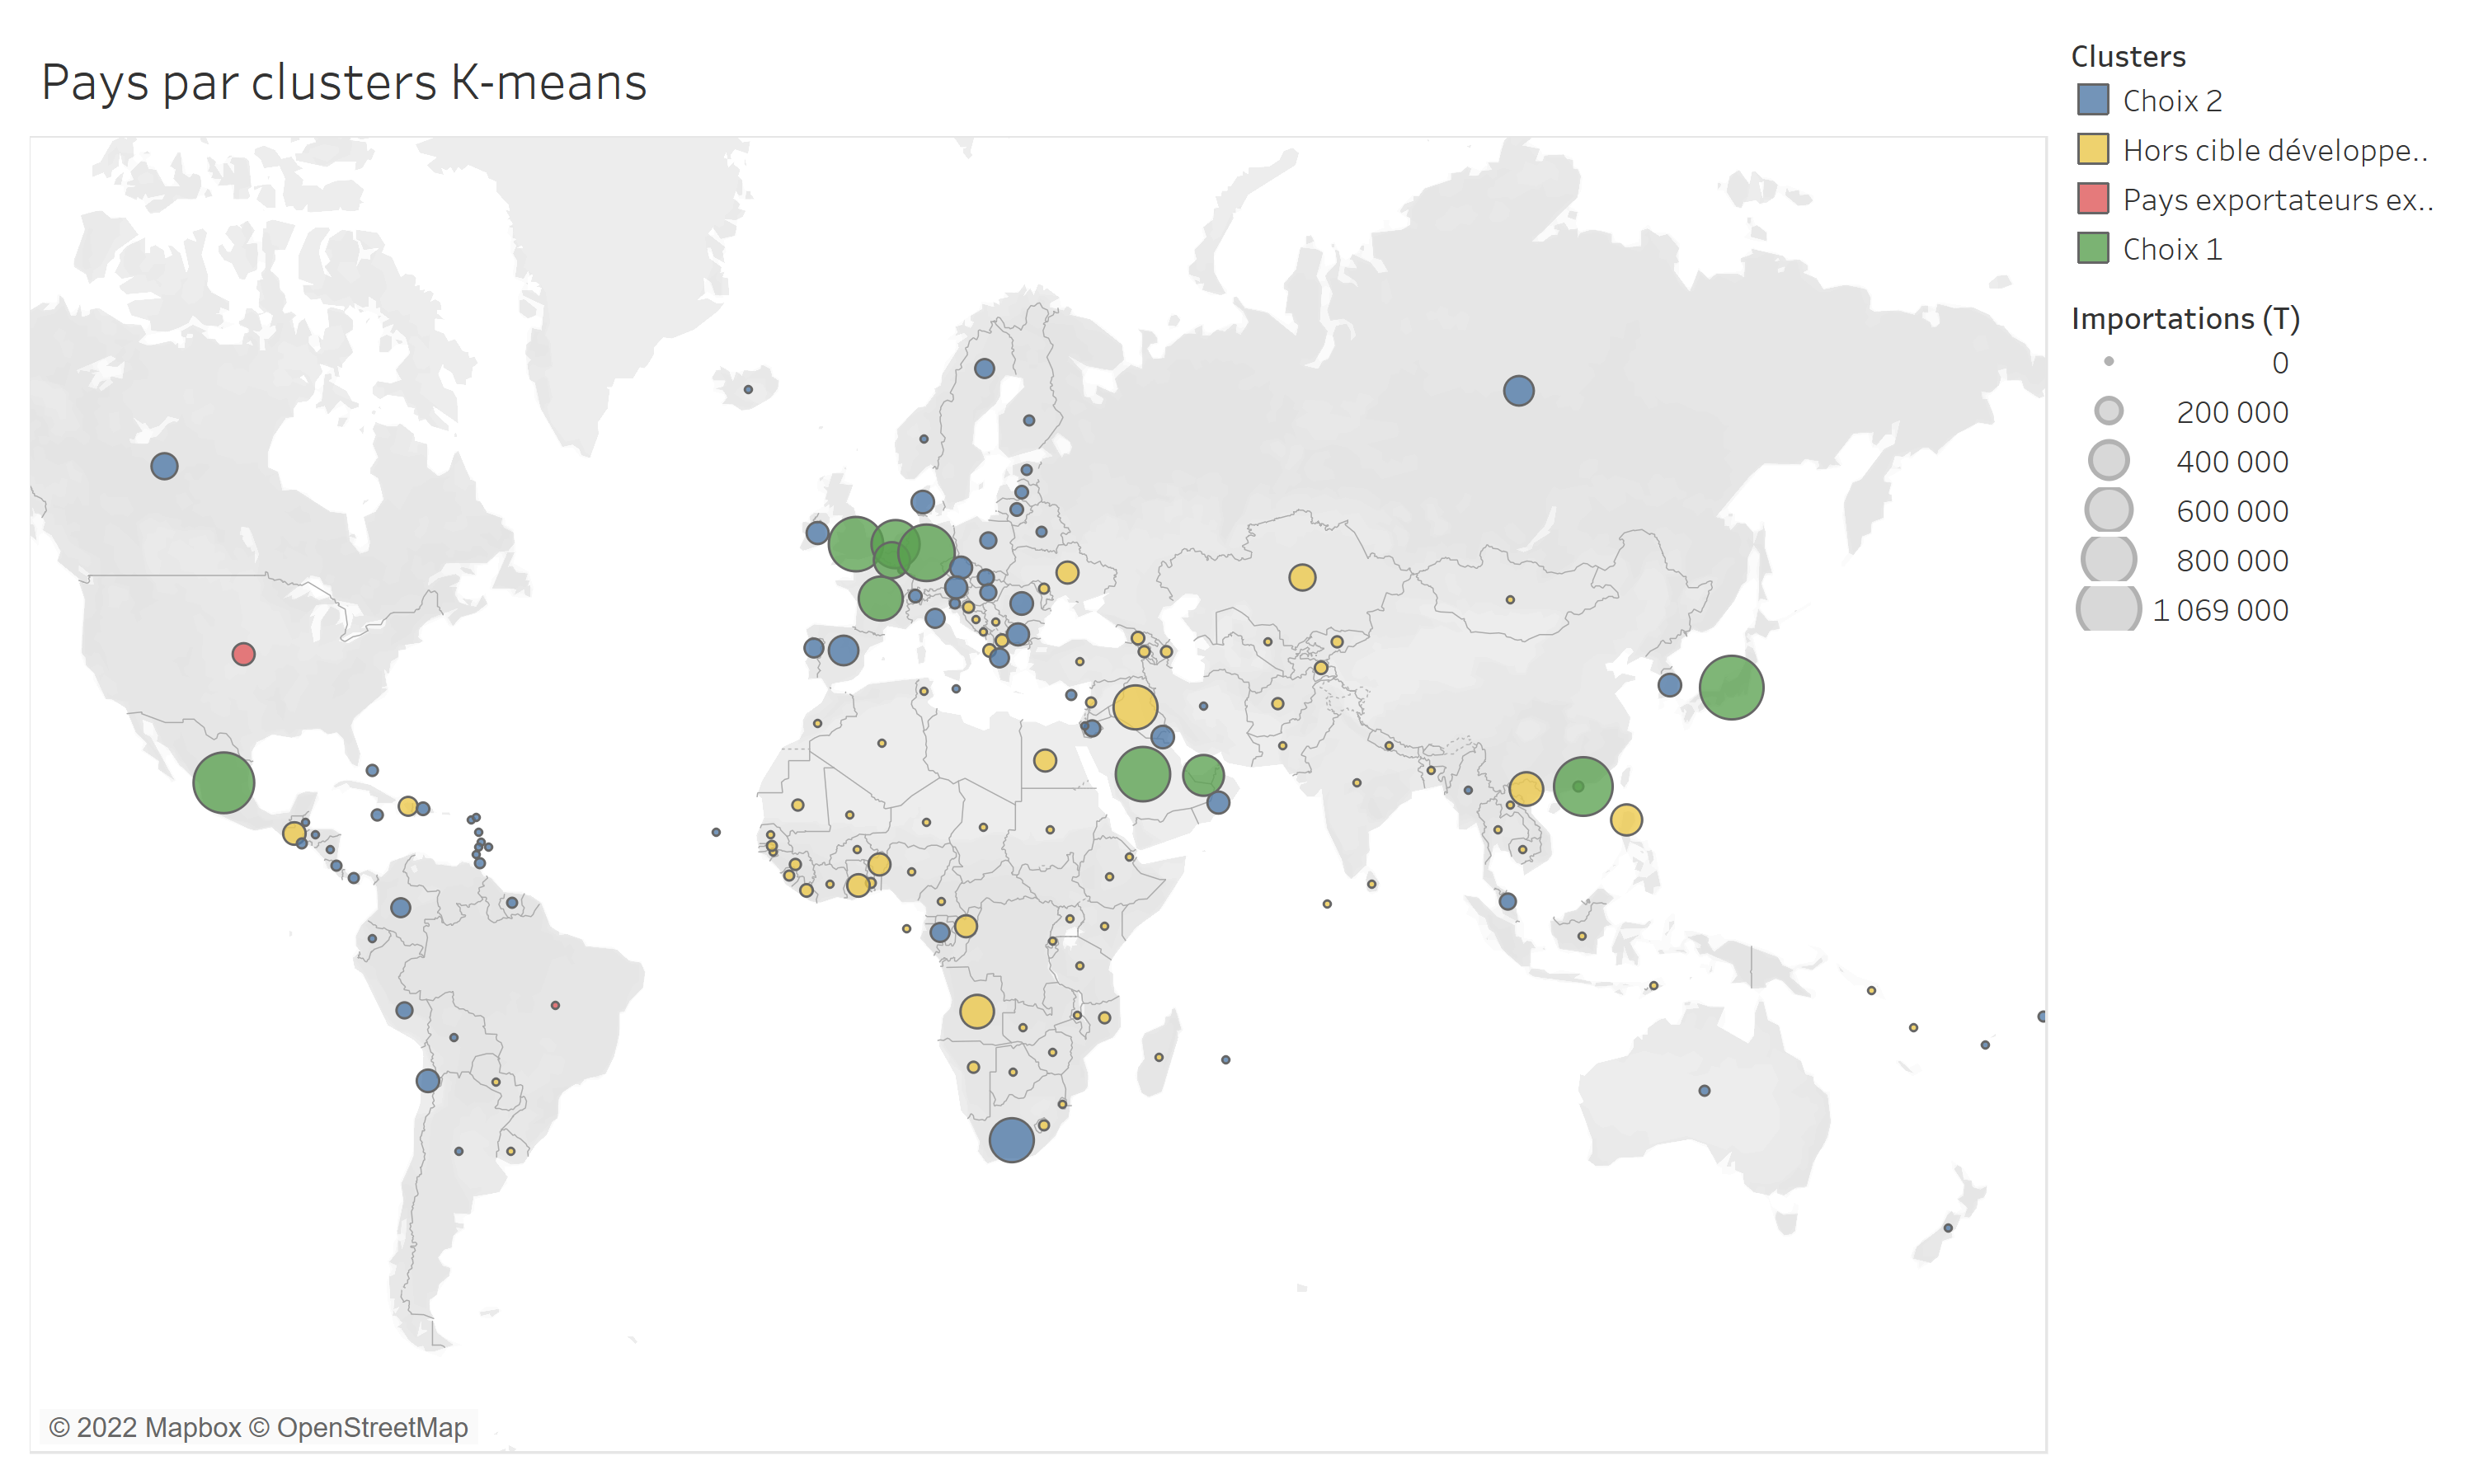 Pays par clusters K-means
Clusters
Choix 2
Hors cible développe..
Pays exportateurs ex..
Choix 1
Importations (T)
0
200 000
400 000
600 000
800 000
1 069 000
© 2022 Mapbox © OpenStreetMap